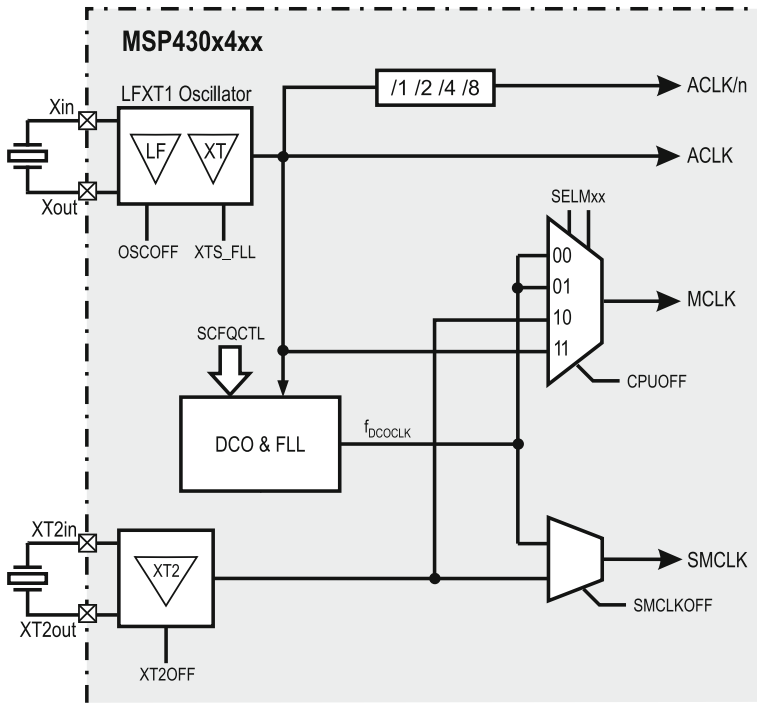 MSP430x4xx
LFXT1 Oscillator
Xin
LF
XT
Xout
OSCOFF
XTS_FLL
/1 /2 /4 /8
ACLK/n
ACLK
SELMxx
00
01
10
11
MCLK
CPUOFF
SCFQCTL
DCO & FLL
fDCOCLK
XT2in
XT2
XT2out
XT2OFF
SMCLK
SMCLKOFF